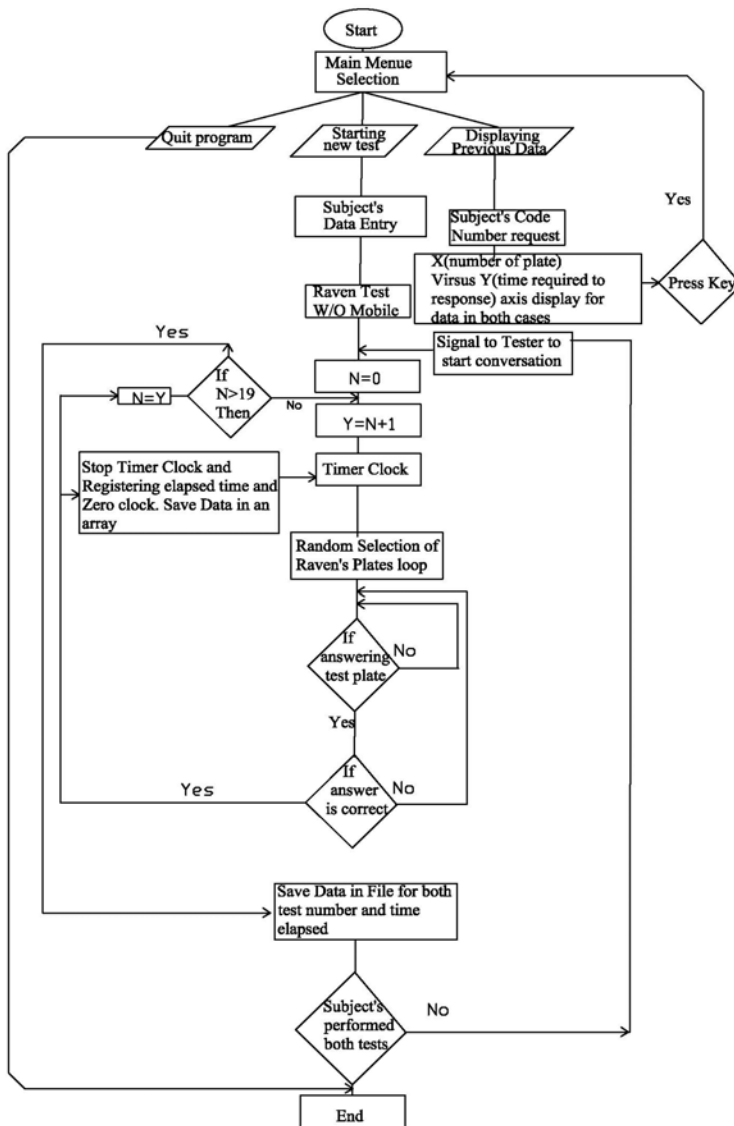 Start
Main Menue
Selection
Quit program
Starting
new test
Displaying
Previous Data
Yes
Subject's
Data Entry
Subject's Code
Number request
X(number of plate)
Virsus Y(time required to
response) axis display for
data in both cases
Press Key
Raven Test
W/O Mobile
Signal to Tester to
start conversation
Yes
If
N>19
Then
N=Y
No
N=0
Y=N+1
Stop Timer Clock and
Registering elapsed time and
Zero clock. Save Data in an
array
Timer Clock
Random Selection of
Raven's Plates loop
If
answering
test plate
No
Yes
If
answer
is correct
Yes
No
Save Data in File for both
test number and time
elapsed
Subject's
performed
both tests
No
End